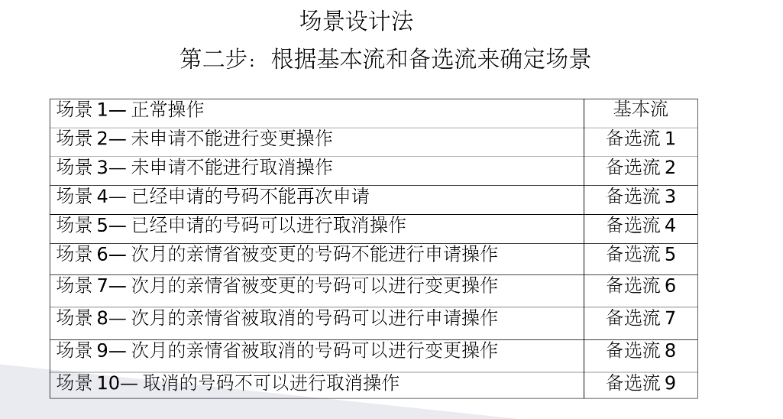 场景设计法
第二步：根据基本流和备选流来确定场景
场景 1— 正常操作 基本流
场景 2— 未申请不能进行变更操作 备选流 1
场景 3— 未申请不能进行取消操作 备选流 2
场景 4— 已经申请的号码不能再次申请 备选流 3
场景 5— 已经申请的号码可以进行取消操作 备选流 4
场景 6— 次月的亲情省被变更的号码不能进行申请操作 备选流 5
场景 7— 次月的亲情省被变更的号码可以进行变更操作 备选流 6
场景 8— 次月的亲情省被取消的号码可以进行申请操作 备选流 7
场景 9— 次月的亲情省被取消的号码可以进行变更操作 备选流 8
场景 10— 取消的号码不可以进行取消操作 备选流 9